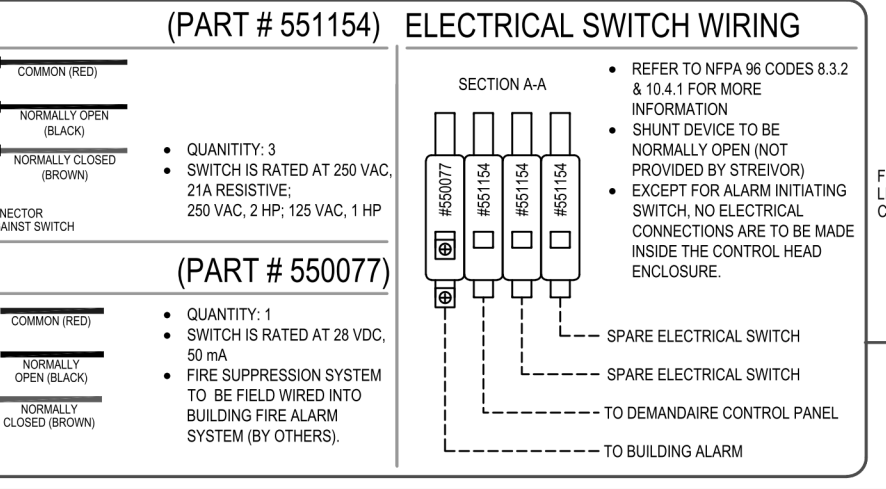 (PART # 551154)
COMMON (RED)
NORMALLY OPEN
(BLACK)
NORMALLY CLOSED
(BROWN)
NECTOR
AINST SWITCH
• QUANITITY: 3
• SWITCH IS RATED AT 250 VAC,
21A RESISTIVE;
250 VAC, 2 HP; 125 VAC, 1 HP
(PART # 550077)
COMMON (RED)
NORMALLY
OPEN (BLACK)
NORMALLY
CLOSED (BROWN)
• QUANTITY: 1
• SWITCH IS RATED AT 28 VDC,
50 mA
• FIRE SUPPRESSION SYSTEM
TO BE FIELD WIRED INTO
BUILDING FIRE ALARM
SYSTEM (BY OTHERS).
ELECTRICAL SWITCH WIRING
SECTION A-A
#550077
#551154
#551154
#551154
• REFER TO NFPA 96 CODES 8.3.2
& 10.4.1 FOR MORE
INFORMATION
• SHUNT DEVICE TO BE
NORMALLY OPEN (NOT
PROVIDED BY STREIVOR)
• EXCEPT FOR ALARM INITIATING
SWITCH, NO ELECTRICAL
CONNECTIONS ARE TO BE MADE
INSIDE THE CONTROL HEAD
ENCLOSURE.
SPARE ELECTRICAL SWITCH
SPARE ELECTRICAL SWITCH
TO DEMANDAIRE CONTROL PANEL
TO BUILDING ALARM